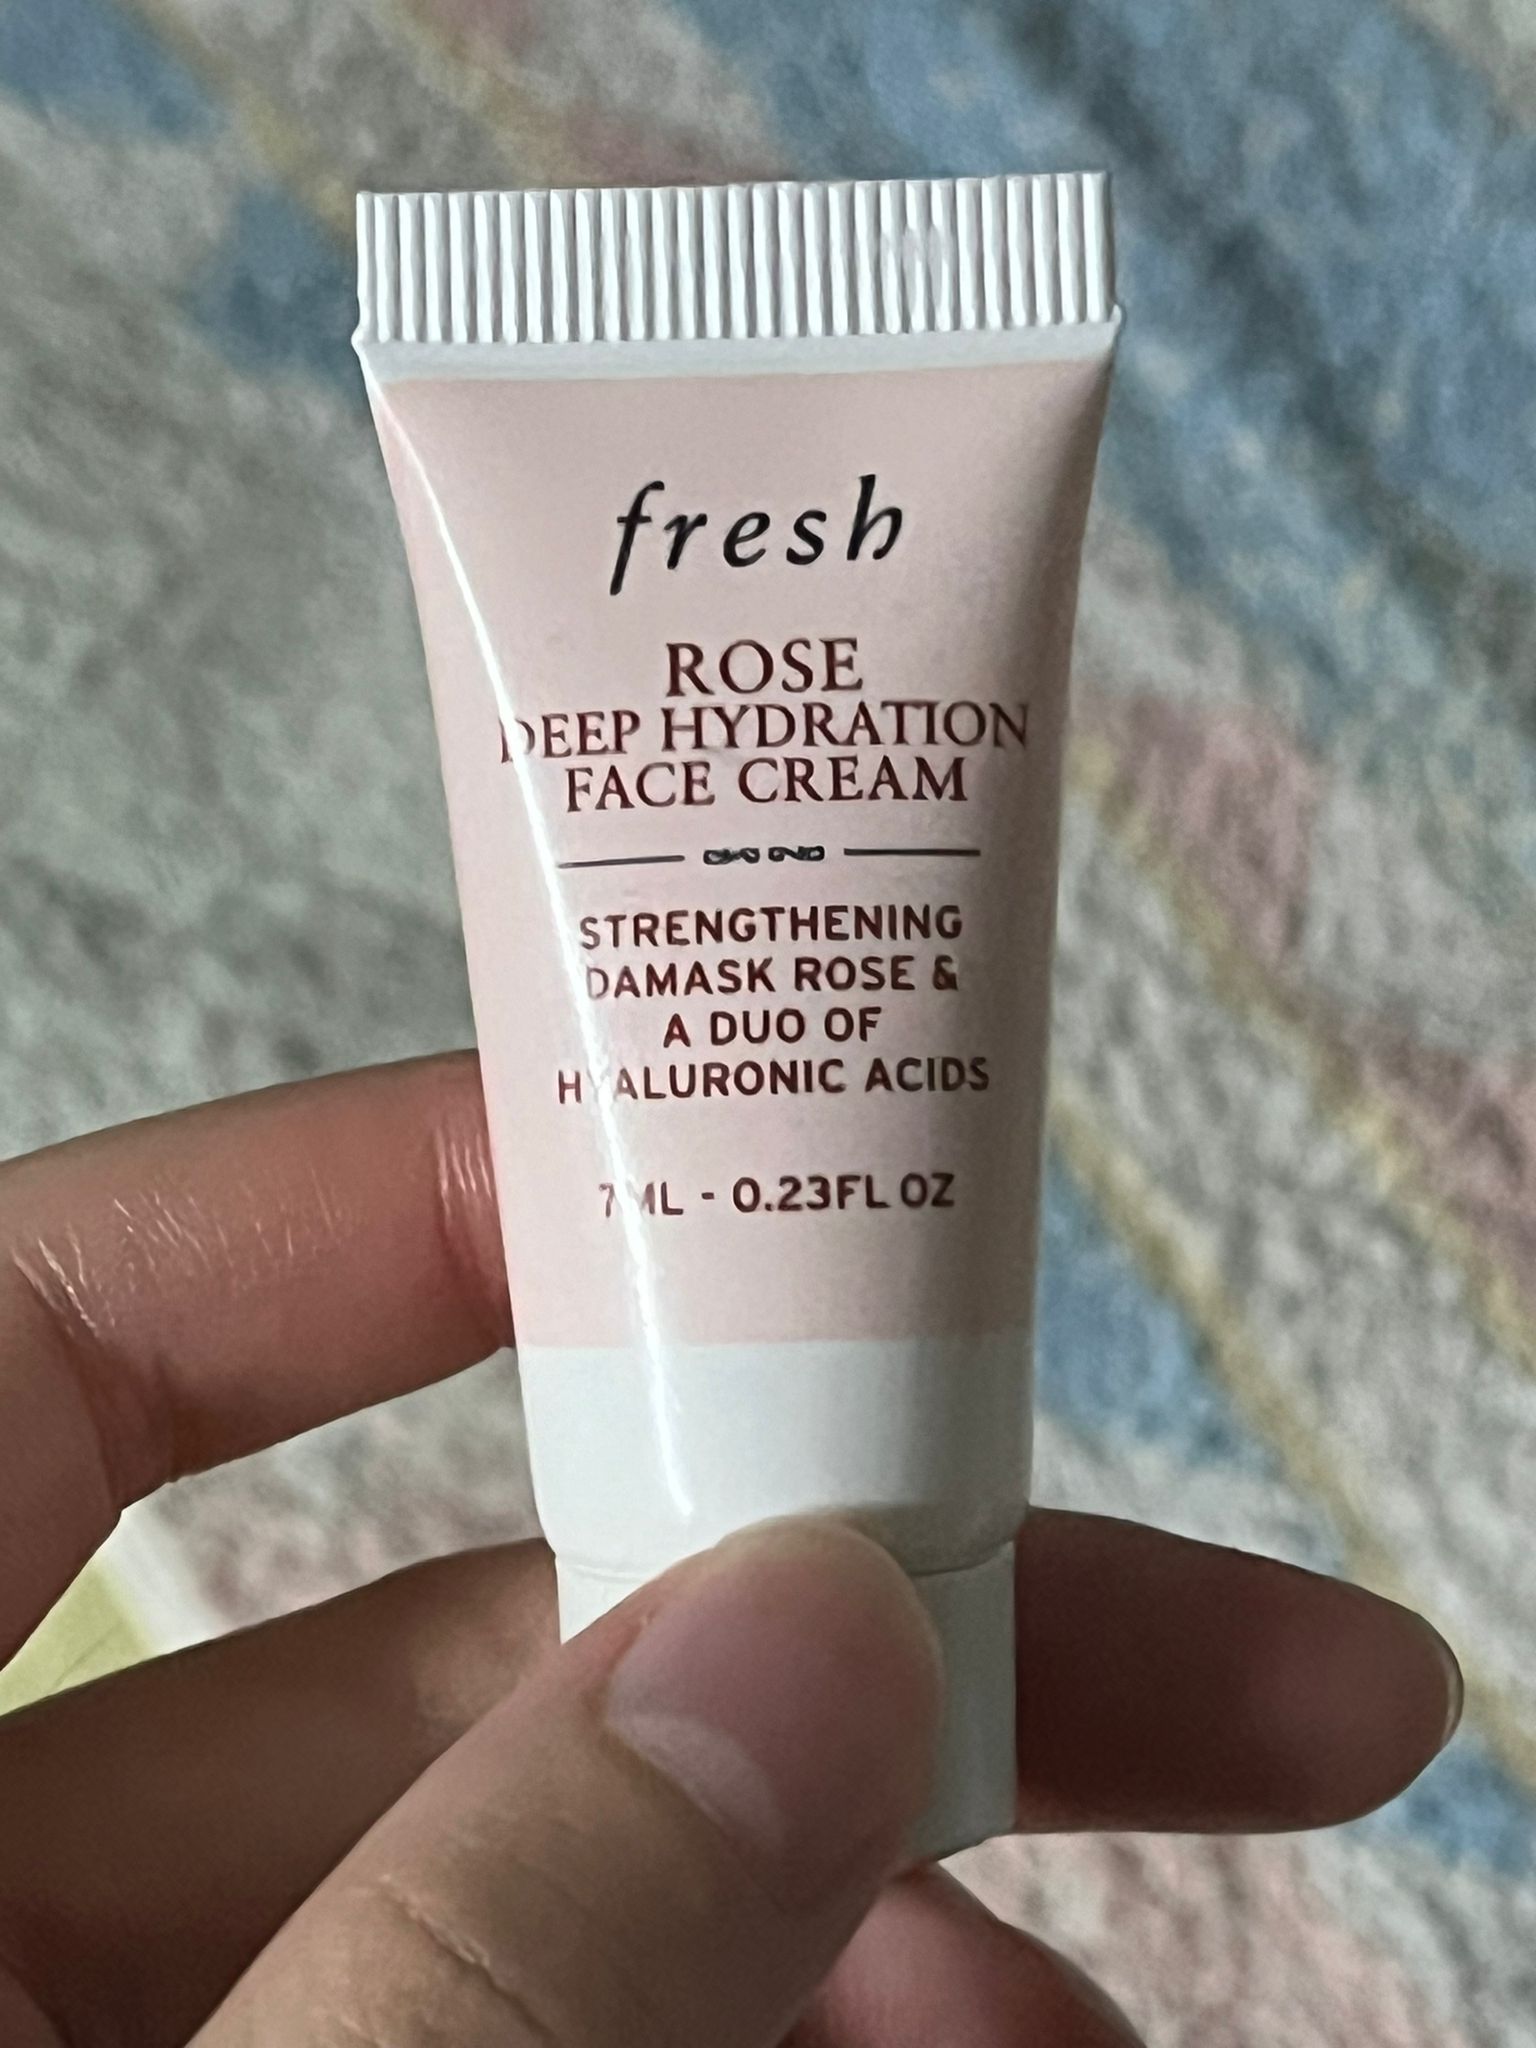 fresh
ROSE
DEEP HYDRATION
FACE CREAM
STRENGTHENING
DAMASK ROSE &
A DUO OF
HYALURONIC ACIDS
7ML - 0.23FL OZ